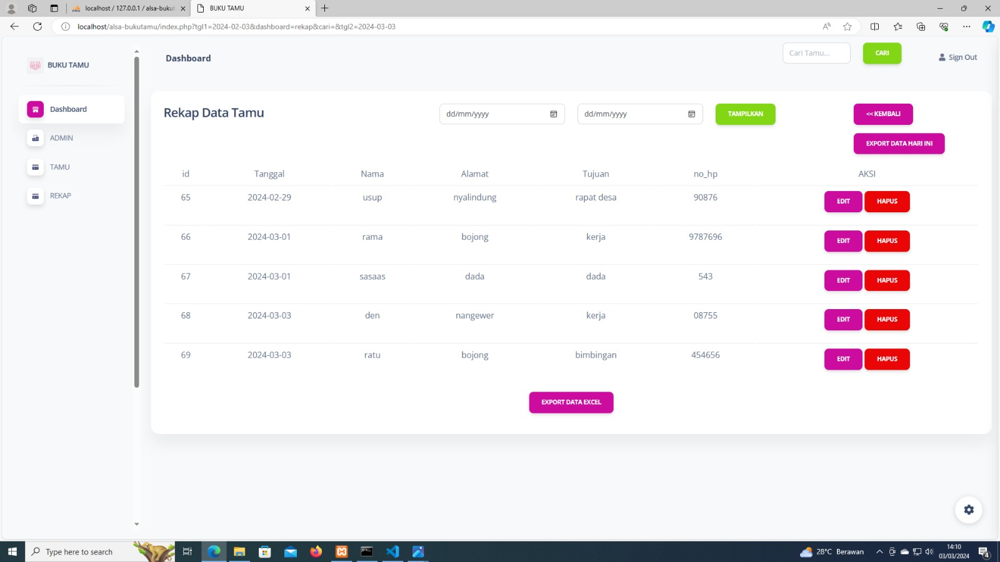 localhost / 127.0.0.1 / alsa-bukut
BUKU TAMU
localhost/alsa-bukutamu/index.php?tgl1=2024-02-03&dashboard=rekap&cari=&tgl2=2024-03-03
BUKU TAMU
Dashboard
ADMIN
TAMU
REKAP
Dashboard
Cari Tamu...
CARI
Sign Out
Rekap Data Tamu
dd/mm/yyyy
dd/mm/yyyy
TAMPILKAN
<< KEMBALI
EXPORT DATA HARI INI
id Tanggal Nama Alamat Tujuan no_hp AKSI
65 2024-02-29 usup nyalindung rapat desa 90876 EDIT HAPUS
66 2024-03-01 rama bojong kerja 9787696 EDIT HAPUS
67 2024-03-01 sasaas dada dada 543 EDIT HAPUS
68 2024-03-03 den nangewer kerja 08755 EDIT HAPUS
69 2024-03-03 ratu bojong bimbingan 454656 EDIT HAPUS
EXPORT DATA EXCEL
Type here to search
28°C Berawan
14:10
03/03/2024
4